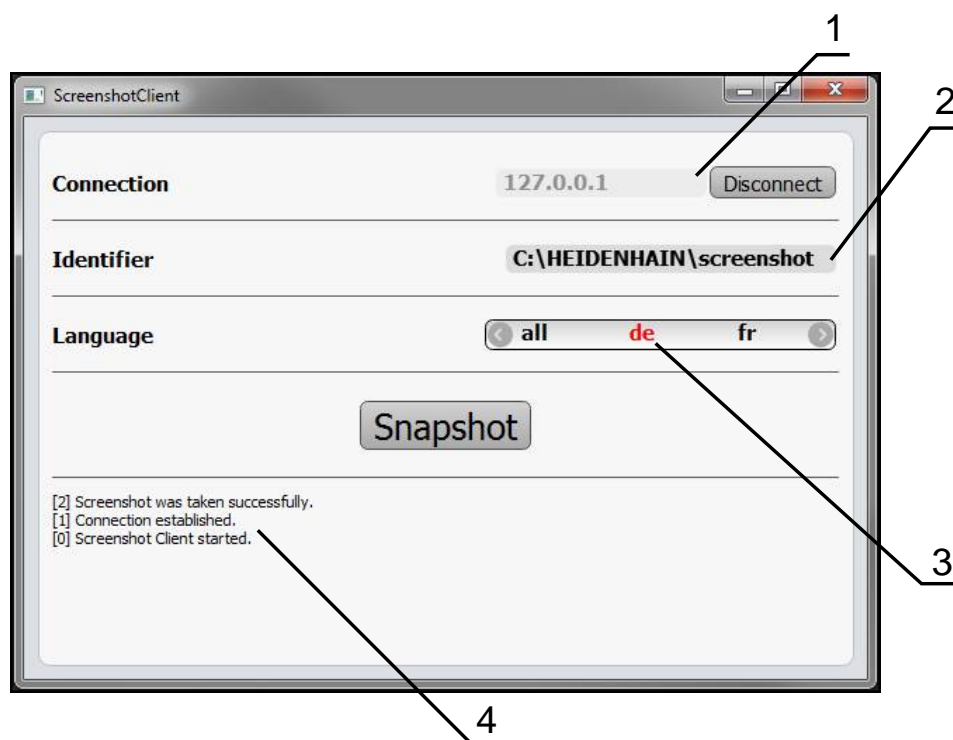 1
ScreenshotClient
2
Connection 127.0.0.1 Disconnect
Identifier C:\HEIDENHAIN\screenshot
Language all de fr
Snapshot
[2] Screenshot was taken successfully.
[1] Connection established.
[0] Screenshot Client started.
3
4